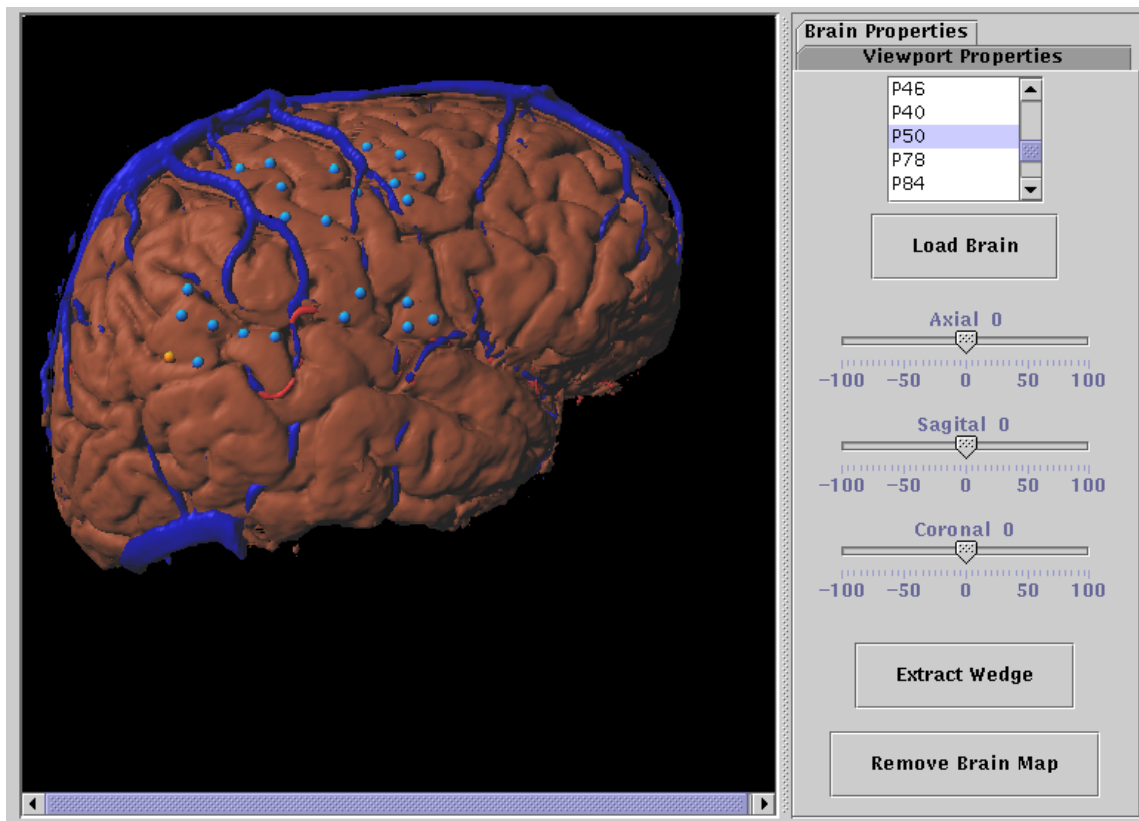 Brain Properties
Viewport Properties
P46
P40
P50
P78
P84
Load Brain
Axial 0
-100 -50 0 50 100
Sagital 0
-100 -50 0 50 100
Coronal 0
-100 -50 0 50 100
Extract Wedge
Remove Brain Map